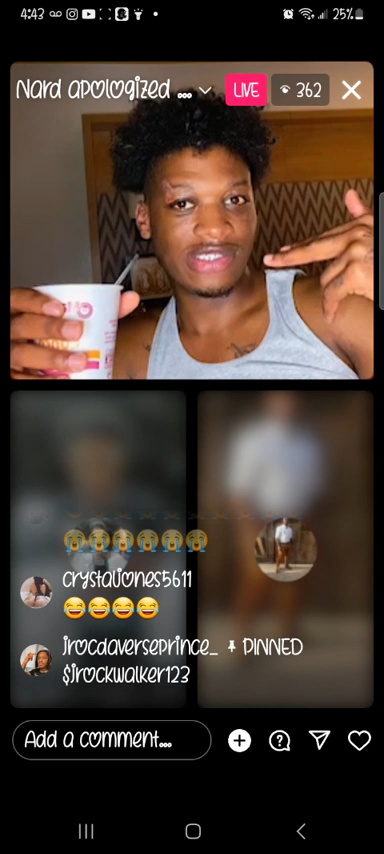 4:43
25%
Nard apologized ...
LIVE
362
😭😭😭😭😭😭
crystaljones5611
😂😂😂😂
jrocdaverseprince_ PINNED
$jrockwalker123
Add a comment...